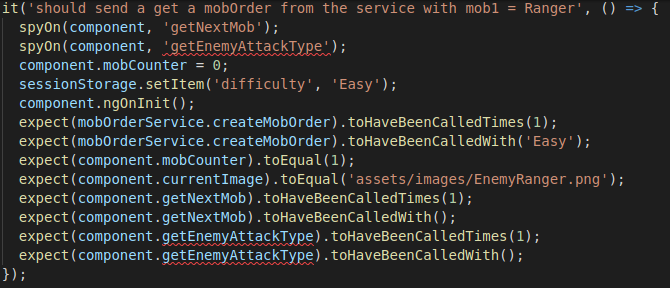 it('should send a get a mobOrder from the service with mob1 = Ranger', () => {
  spyOn(component, 'getNextMob');
  spyOn(component, 'getEnemyAttackType');
  component.mobCounter = 0;
  sessionStorage.setItem('difficulty', 'Easy');
  component.ngOnInit();
  expect(mobOrderService.createMobOrder).toHaveBeenCalledTimes(1);
  expect(mobOrderService.createMobOrder).toHaveBeenCalledWith('Easy');
  expect(component.mobCounter).toEqual(1);
  expect(component.currentImage).toEqual('assets/images/EnemyRanger.png');
  expect(component.getNextMob).toHaveBeenCalledTimes(1);
  expect(component.getNextMob).toHaveBeenCalledWith();
  expect(component.getEnemyAttackType).toHaveBeenCalledTimes(1);
  expect(component.getEnemyAttackType).toHaveBeenCalledWith();
});